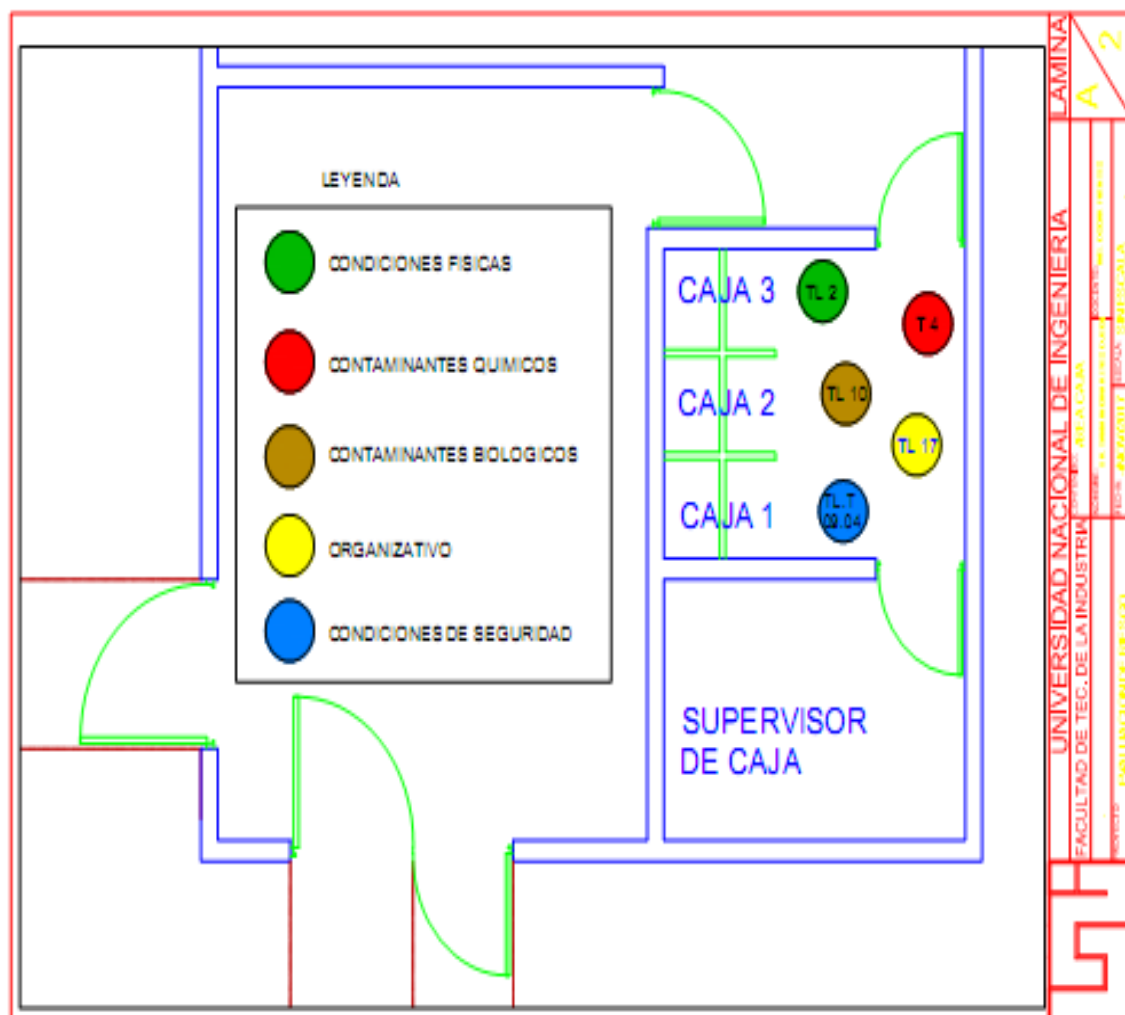 LEYENDA
CONDICIONES FISICAS
CONTAMINANTES QUIMICOS
CONTAMINANTES BIOLOGICOS
ORGANIZATIVO
CONDICIONES DE SEGURIDAD
CAJA 3
CAJA 2
CAJA 1
TL 2
T 4
TL 10
TL 17
TL.T
09.04
SUPERVISOR
DE CAJA
LAMINA
A
2
UNIVERSIDAD NACIONAL DE INGENIERIA
FACULTAD DE TEC. DE LA INDUSTRIA